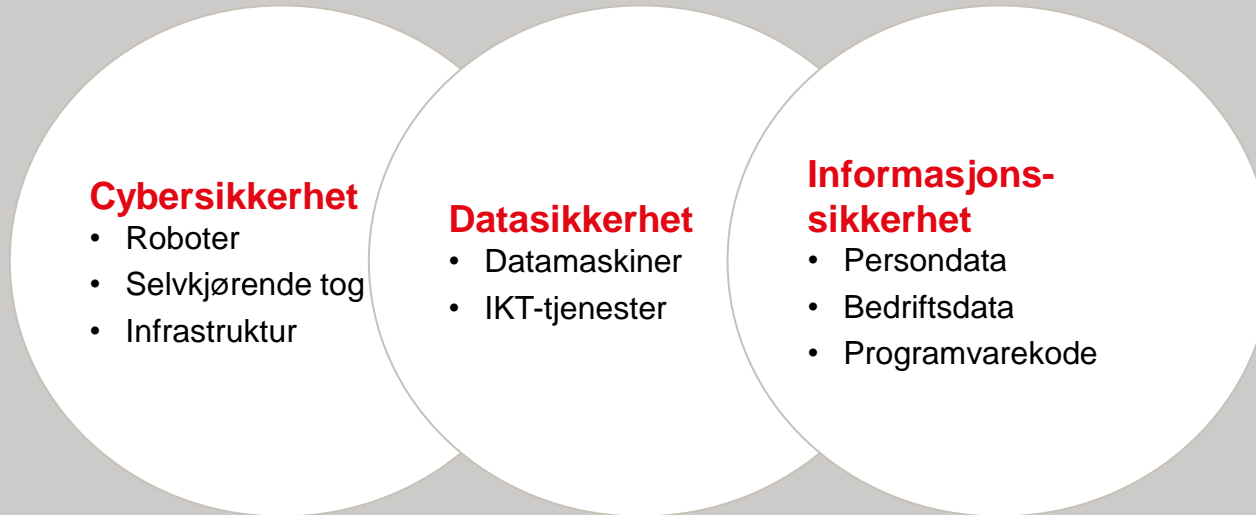 Cybersikkerhet
• Roboter
• Selvkjørende tog
• Infrastruktur
Datasikkerhet
• Datamaskiner
• IKT-tjenester
Informasjons-
sikkerhet
• Persondata
• Bedriftsdata
• Programvarekode